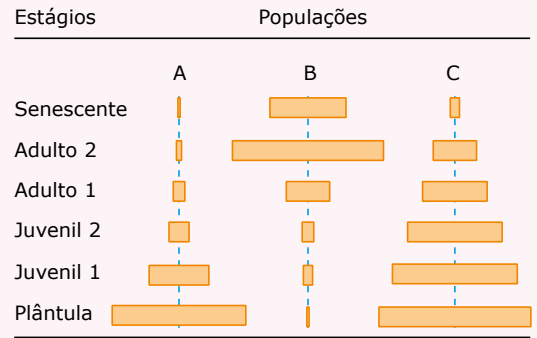 Estágios Populações
A B C
Senescente
Adulto 2
Adulto 1
Juvenil 2
Juvenil 1
Plântula